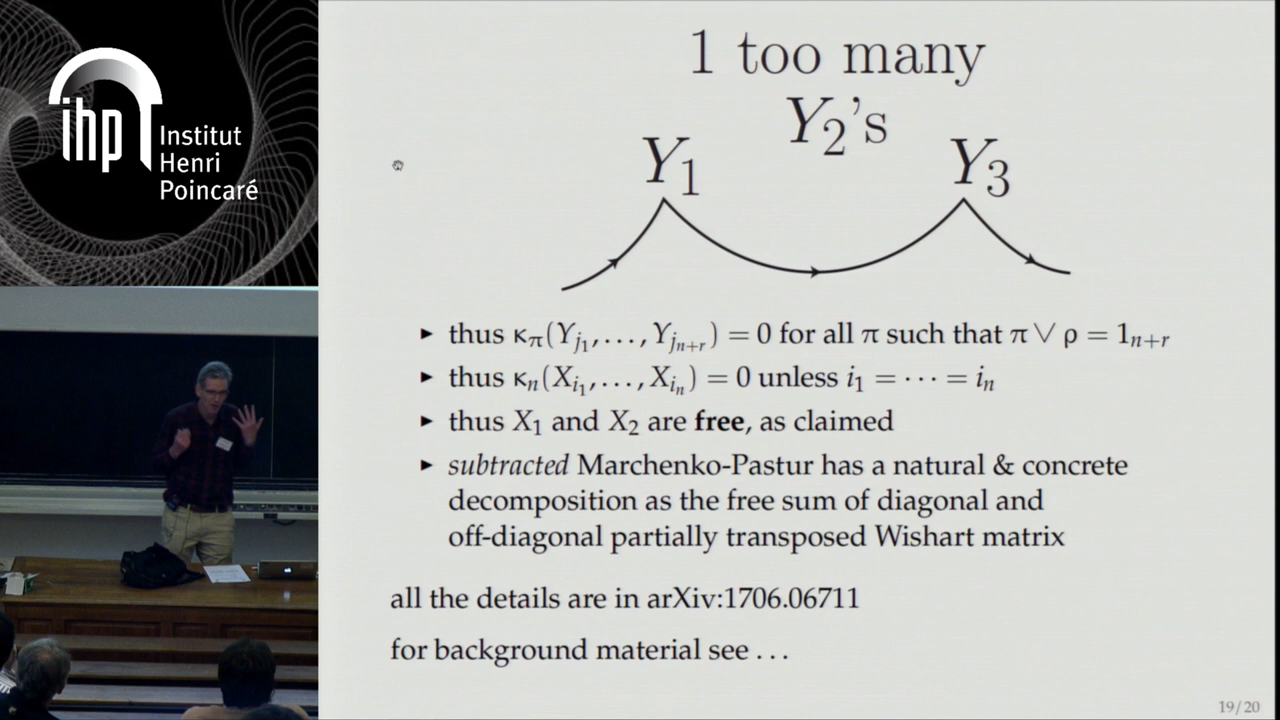 ihp
Institut
Henri
Poincaré
1 too many
Y₂'s
Y₁
Y₃
▸ thus κ_π(Y_{j₁}, …, Y_{j_{n+r}}) = 0 for all π such that π ∨ ρ = 1_{n+r}
▸ thus κₙ(X_{i₁}, …, X_{iₙ}) = 0 unless i₁ = ⋯ = iₙ
▸ thus X₁ and X₂ are free, as claimed
▸ subtracted Marchenko-Pastur has a natural & concrete
decomposition as the free sum of diagonal and
off-diagonal partially transposed Wishart matrix
all the details are in arXiv:1706.06711
for background material see . . .
19/20